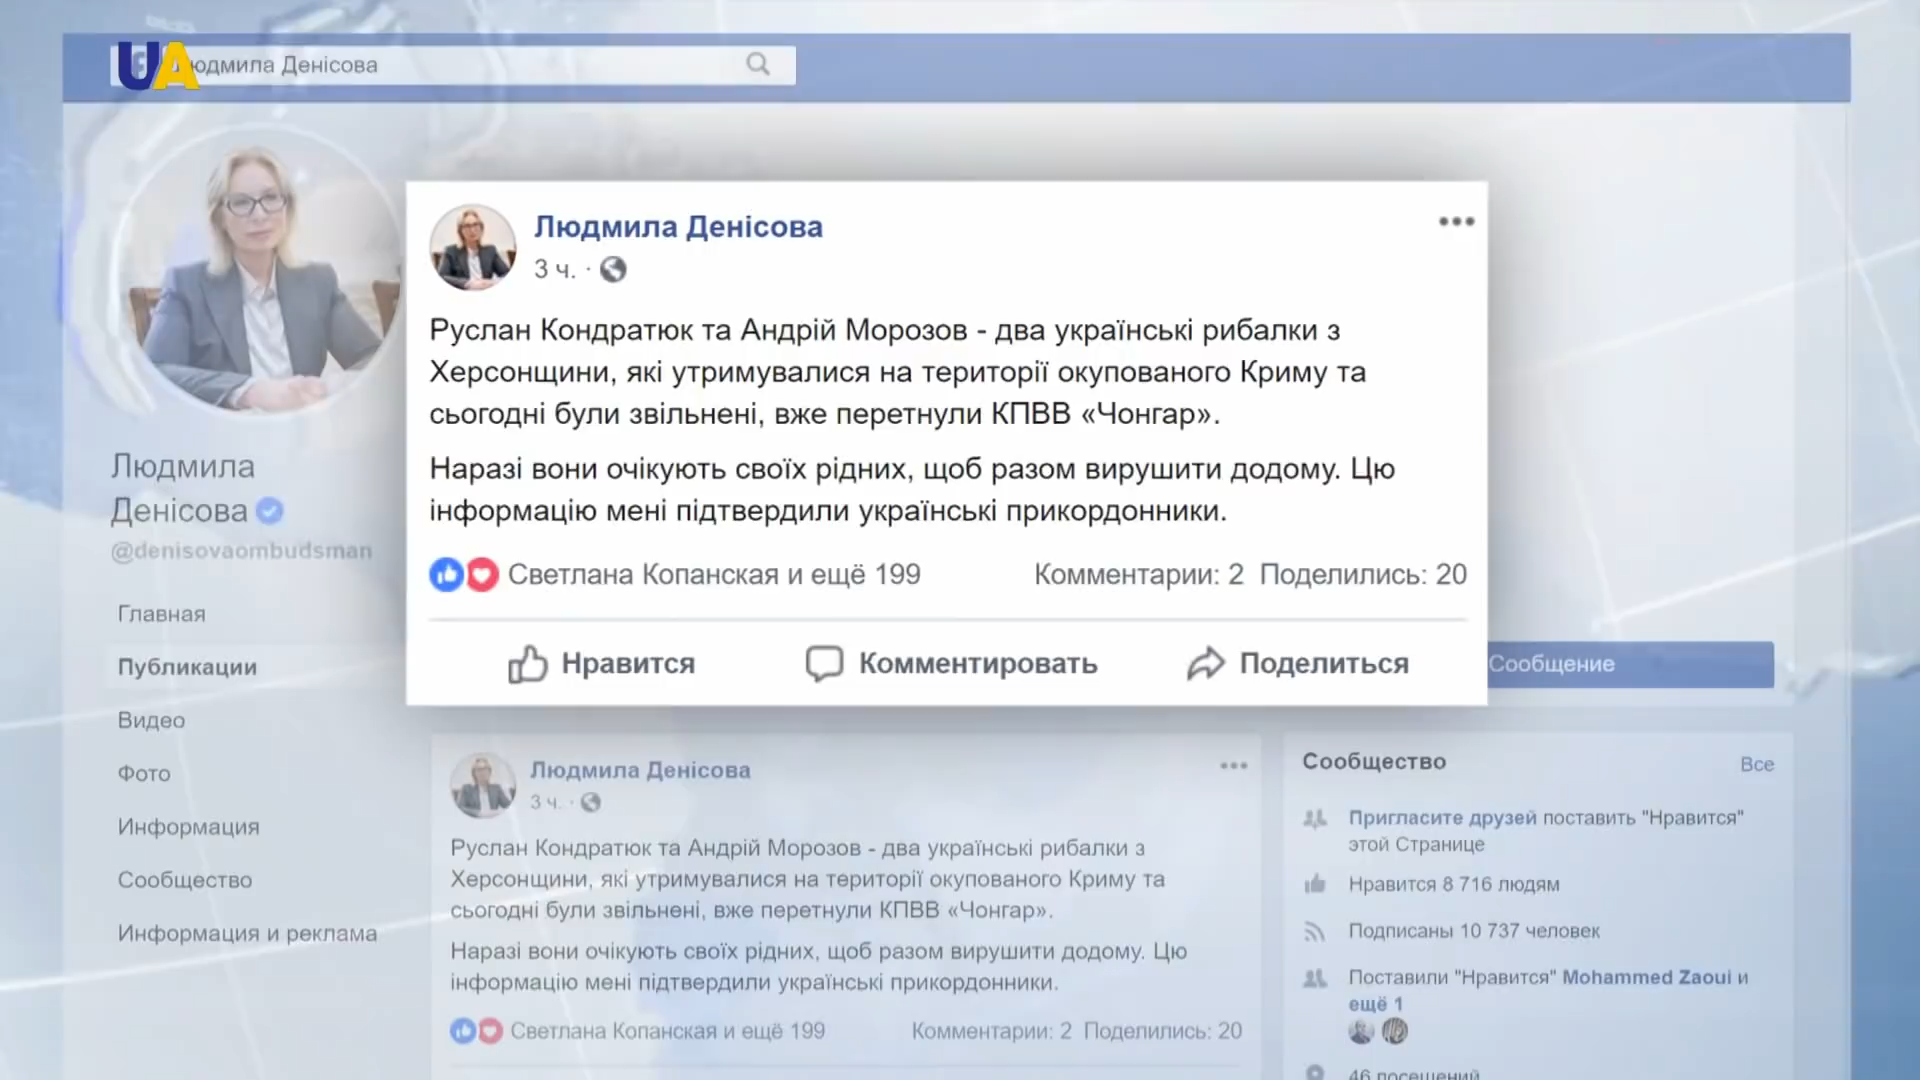 UA
юдмила Денісова
Людмила Денісова
3 ч. ·
Руслан Кондратюк та Андрій Морозов - два українські рибалки з
Херсонщини, які утримувалися на території окупованого Криму та
сьогодні були звільнені, вже перетнули КПВВ «Чонгар».
Наразі вони очікують своїх рідних, щоб разом вирушити додому. Цю
інформацію мені підтвердили українські прикордонники.
Светлана Копанская и ещё 199
Комментарии: 2 Поделились: 20
Нравится
Комментировать
Поделиться
Людмила
Денісова
@denisovaombudsman
Главная
Публикации
Видео
Фото
Информация
Сообщество
Информация и реклама
Сообщение
Людмила Денісова
3 ч. ·
Руслан Кондратюк та Андрій Морозов - два українські рибалки з
Херсонщини, які утримувалися на території окупованого Криму та
сьогодні були звільнені, вже перетнули КПВВ «Чонгар».
Наразі вони очікують своїх рідних, щоб разом вирушити додому. Цю
інформацію мені підтвердили українські прикордонники.
Светлана Копанская и ещё 199
Комментарии: 2 Поделились: 20
Сообщество
Все
Пригласите друзей поставить "Нравится"
этой Странице
Нравится 8 716 людям
Подписаны 10 737 человек
Поставили "Нравится" Mohammed Zaoui и
ещё 1
46 посещений